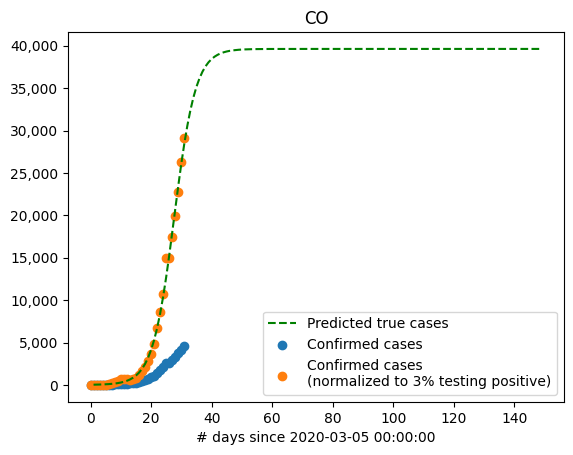 CO
40,000
35,000
30,000
25,000
20,000
15,000
10,000
5,000
0
Predicted true cases
Confirmed cases
Confirmed cases
(normalized to 3% testing positive)
0 20 40 60 80 100 120 140
# days since 2020-03-05 00:00:00